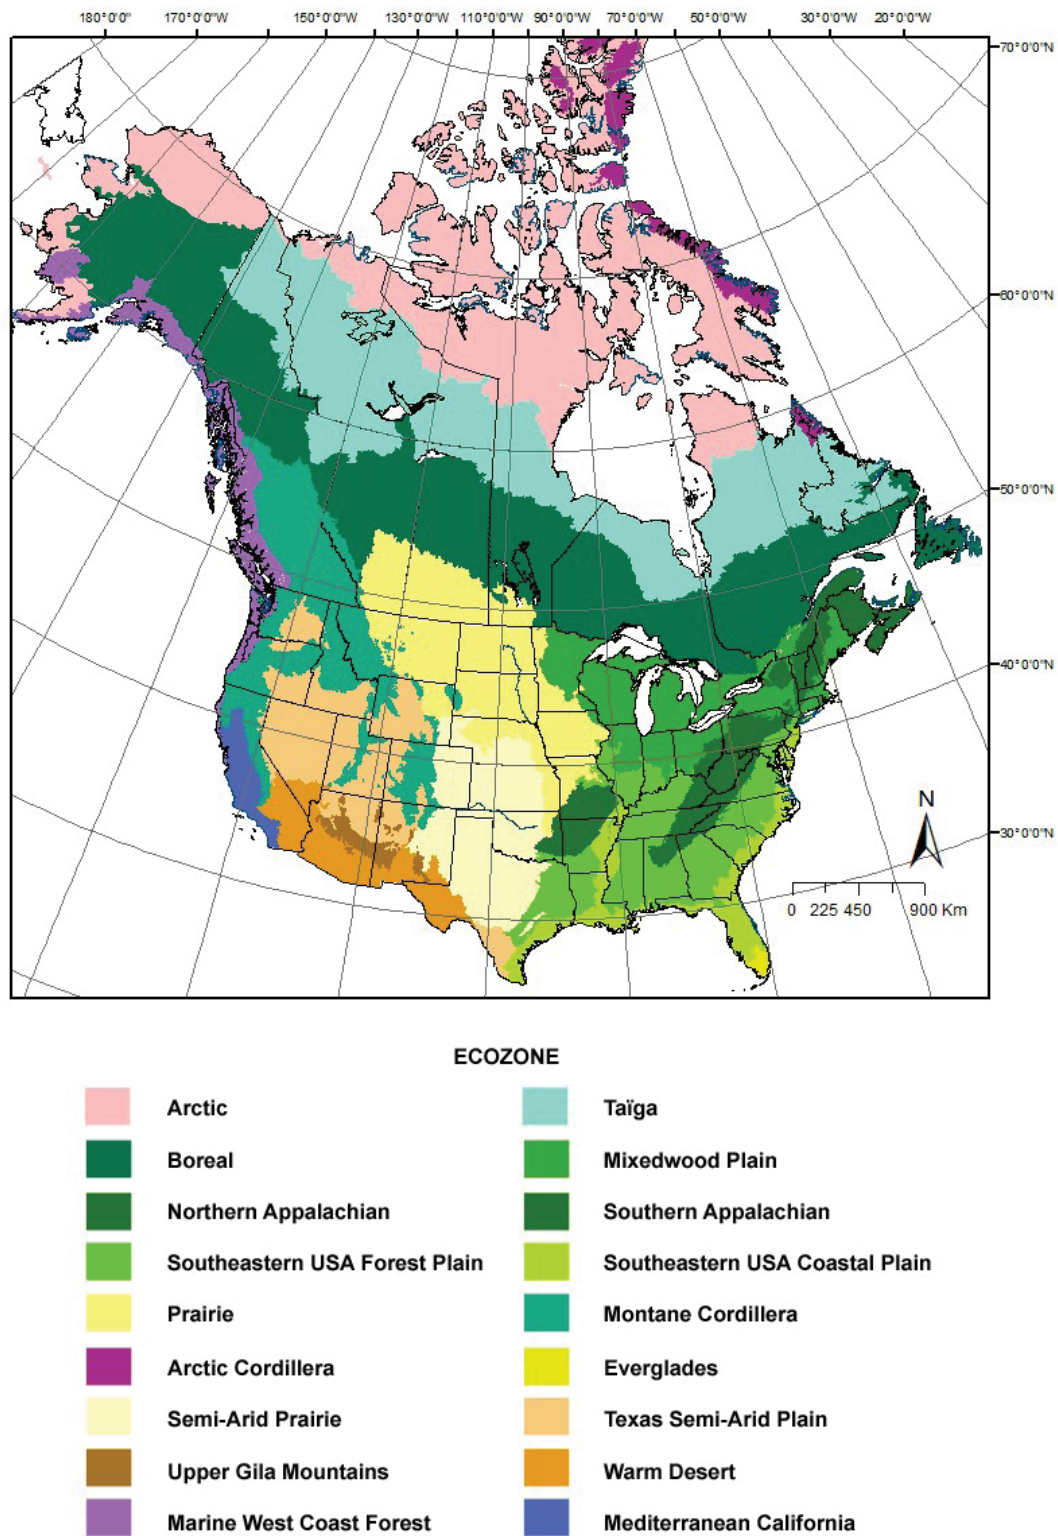 180°0'0"  170°0'0"W  150°0'0"W  130°0'0"W  110°0'0"W  90°0'0"W  70°0'0"W  50°0'0"W  30°0'0"W  20°0'0"W
70°0'0"N
60°0'0"N
50°0'0"N
40°0'0"N
N
30°0'0"N
0 225 450 900 Km
ECOZONE
Arctic Taïga
Boreal Mixedwood Plain
Northern Appalachian Southern Appalachian
Southeastern USA Forest Plain Southeastern USA Coastal Plain
Prairie Montane Cordillera
Arctic Cordillera Everglades
Semi-Arid Prairie Texas Semi-Arid Plain
Upper Gila Mountains Warm Desert
Marine West Coast Forest Mediterranean California